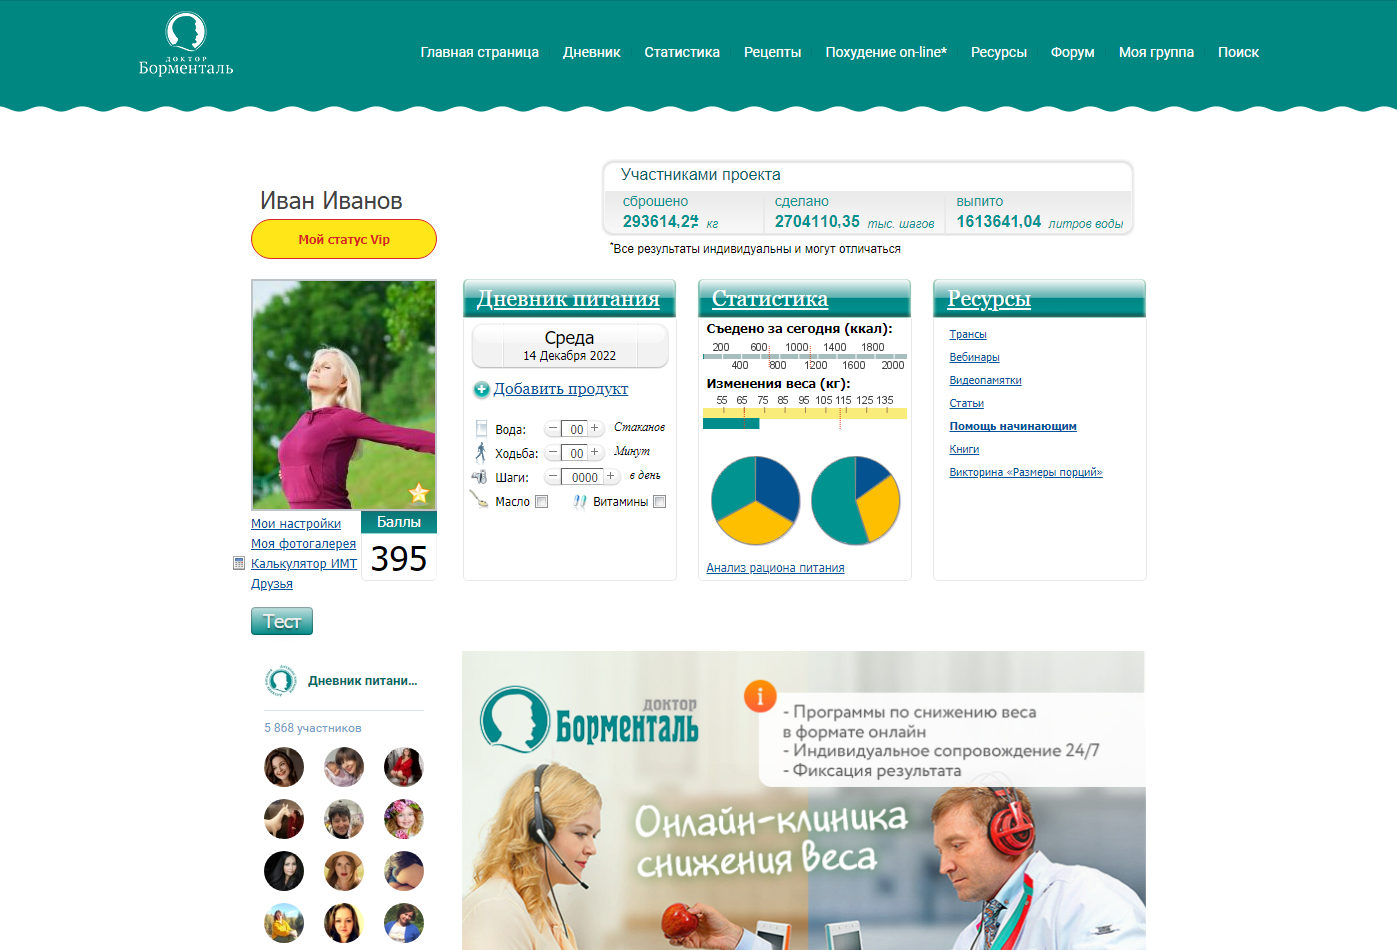 ДОКТОР
Борменталь
Главная страница Дневник Статистика Рецепты Похудение on-line* Ресурсы Форум Моя группа Поиск
Участниками проекта
сброшено сделано выпито
293614,24 кг 2704110,35 тыс. шагов 1613641,04 литров воды
*Все результаты индивидуальны и могут отличаться
Иван Иванов
Мой статус Vip
Мои настройки
Моя фотогалерея
Калькулятор ИМТ
Друзья
Баллы
395
Тест
Дневник питания
Среда
14 Декабря 2022
Добавить продукт
Вода: − 00 + Стаканов
Ходьба: − 00 + Минут
Шаги: − 0000 + в день
Масло Витамины
Статистика
Съедено за сегодня (ккал):
200 600 1000 1400 1800
400 800 1200 1600 2000
Изменения веса (кг):
55 65 75 85 95 105 115 125 135
Анализ рациона питания
Ресурсы
Трансы
Вебинары
Видеопамятки
Статьи
Помощь начинающим
Книги
Викторина «Размеры порций»
Дневник питани...
5 868 участников
ДОКТОР
Борменталь
i
- Программы по снижению веса
в формате онлайн
- Индивидуальное сопровождение 24/7
- Фиксация результата
Онлайн-клиника
снижения веса